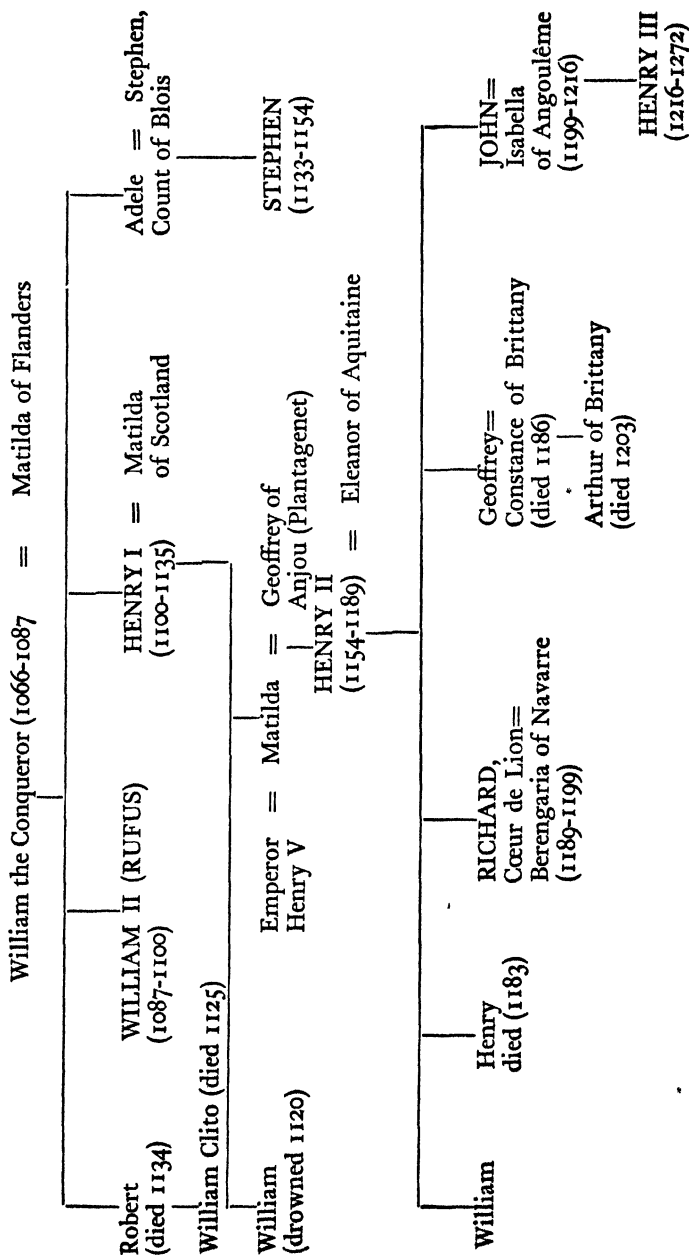 William the Conqueror (1066-1087 = Matilda of Flanders
Robert
(died 1134)
WILLIAM II (RUFUS)
(1087-1100)
HENRY I = Matilda
(1100-1135) of Scotland
Adele = Stephen,
Count of Blois
William Clito (died 1125)
William
(drowned 1120)
Emperor = Matilda = Geoffrey of
Henry V Anjou (Plantagenet)
STEPHEN
(1133-1154)
HENRY II
(1154-1189) = Eleanor of Aquitaine
William
Henry
died (1183)
RICHARD,
Cœur de Lion=
Berengaria of Navarre
(1189-1199)
Geoffrey=
Constance of Brittany
(died 1186)
Arthur of Brittany
(died 1203)
JOHN=
Isabella
of Angoulême
(1199-1216)
HENRY III
(1216-1272)